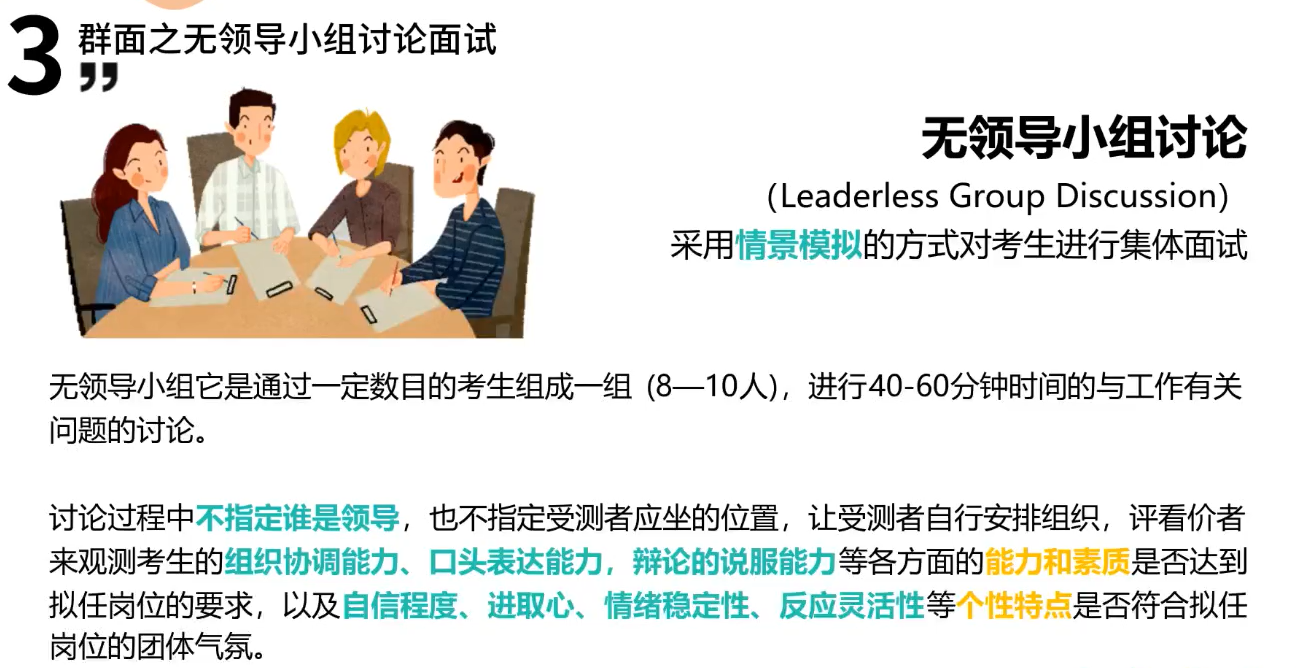 3
群面之无领导小组讨论面试
”
无领导小组讨论
（Leaderless Group Discussion）
采用情景模拟的方式对考生进行集体面试
无领导小组它是通过一定数目的考生组成一组 (8—10人)，进行40-60分钟时间的与工作有关
问题的讨论。
讨论过程中不指定谁是领导，也不指定受测者应坐的位置，让受测者自行安排组织，评看价者
来观测考生的组织协调能力、口头表达能力，辩论的说服能力等各方面的能力和素质是否达到
拟任岗位的要求，以及自信程度、进取心、情绪稳定性、反应灵活性等个性特点是否符合拟任
岗位的团体气氛。